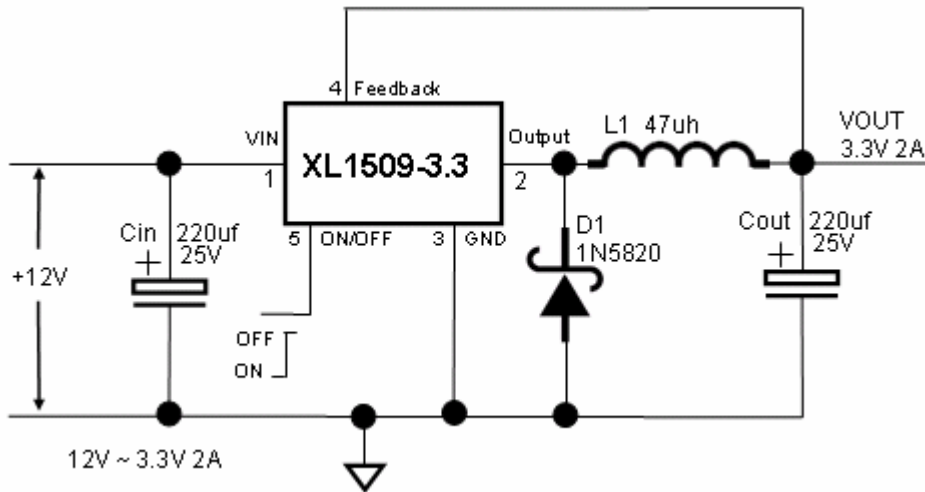 4 Feedback
VIN
Output
L1 47uh
VOUT
3.3V 2A
XL1509-3.3
1
2
5 ON/OFF
3 GND
Cin 220uf
25V
+
D1
1N5820
Cout 220uf
25V
+
+12V
OFF
ON
12V ~ 3.3V 2A